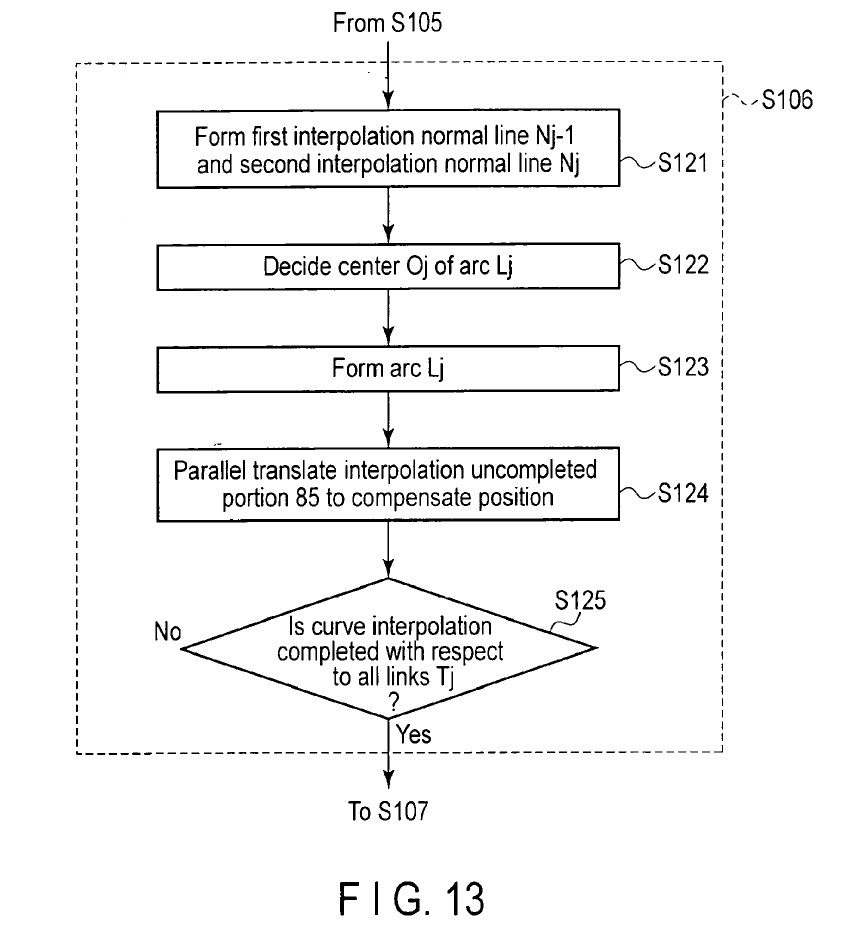 From S105
S106
Form first interpolation normal line Nj-1
and second interpolation normal line Nj
S121
Decide center Oj of arc Lj
S122
Form arc Lj
S123
Parallel translate interpolation uncompleted
portion 85 to compensate position
S124
S125
No
Is curve interpolation
completed with respect
to all links Tj
?
Yes
To S107
FIG. 13